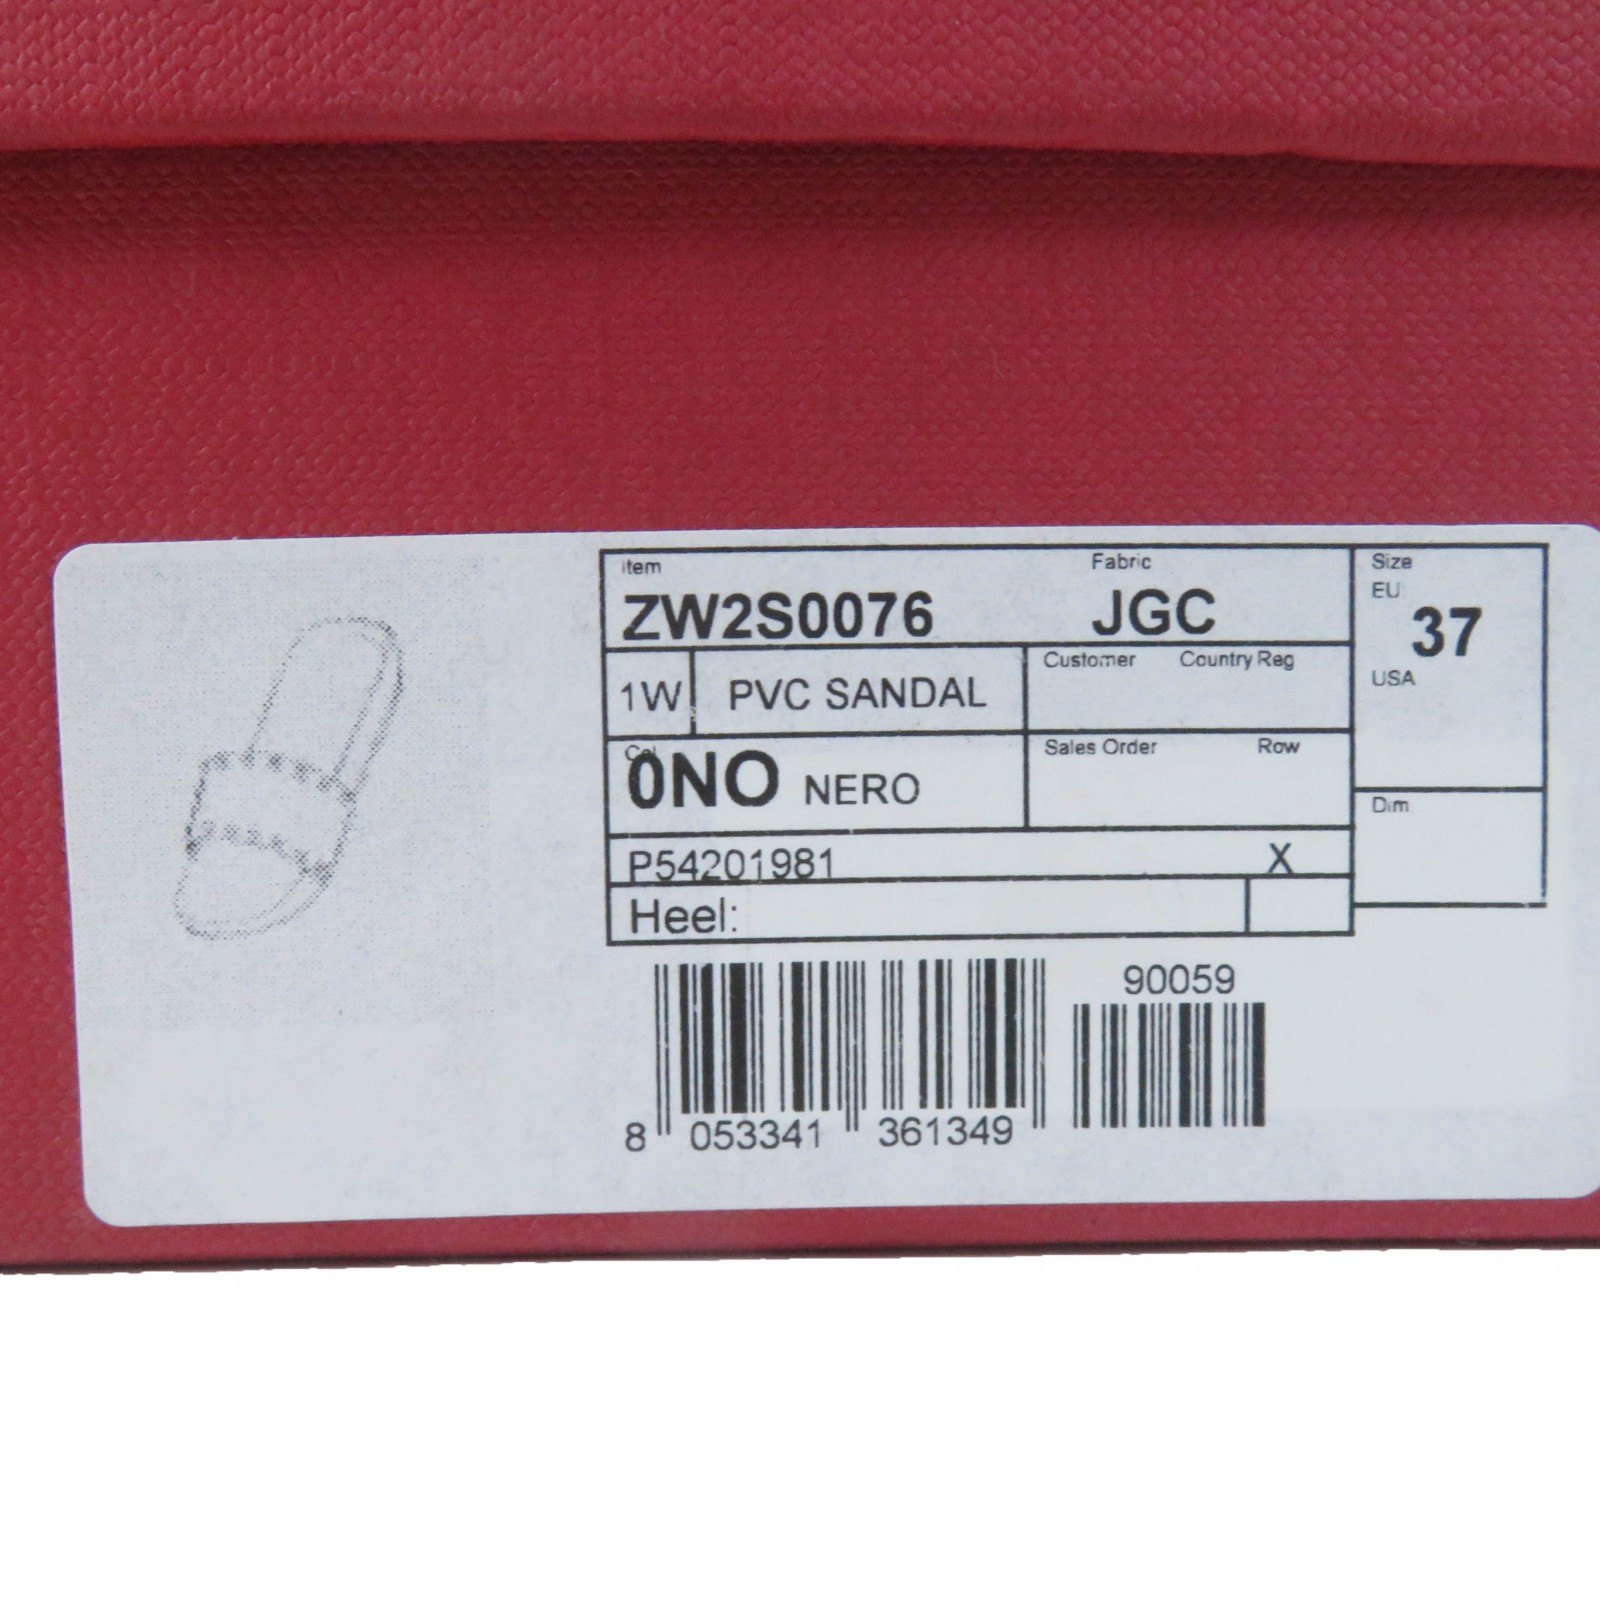 Item Fabric
ZW2S0076 JGC
Size
EU
37
USA
1W PVC SANDAL
Customer Country Reg
Col
0NO NERO
Sales Order Row
Dim
P54201981 X
Heel:
90059
8 053341 361349